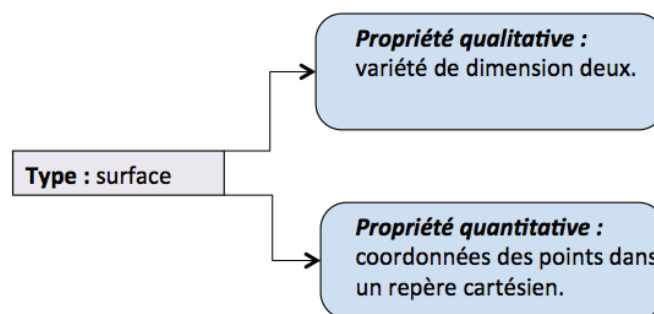 Propriété qualitative :
variété de dimension deux.
Type : surface
Propriété quantitative :
coordonnées des points dans
un repère cartésien.